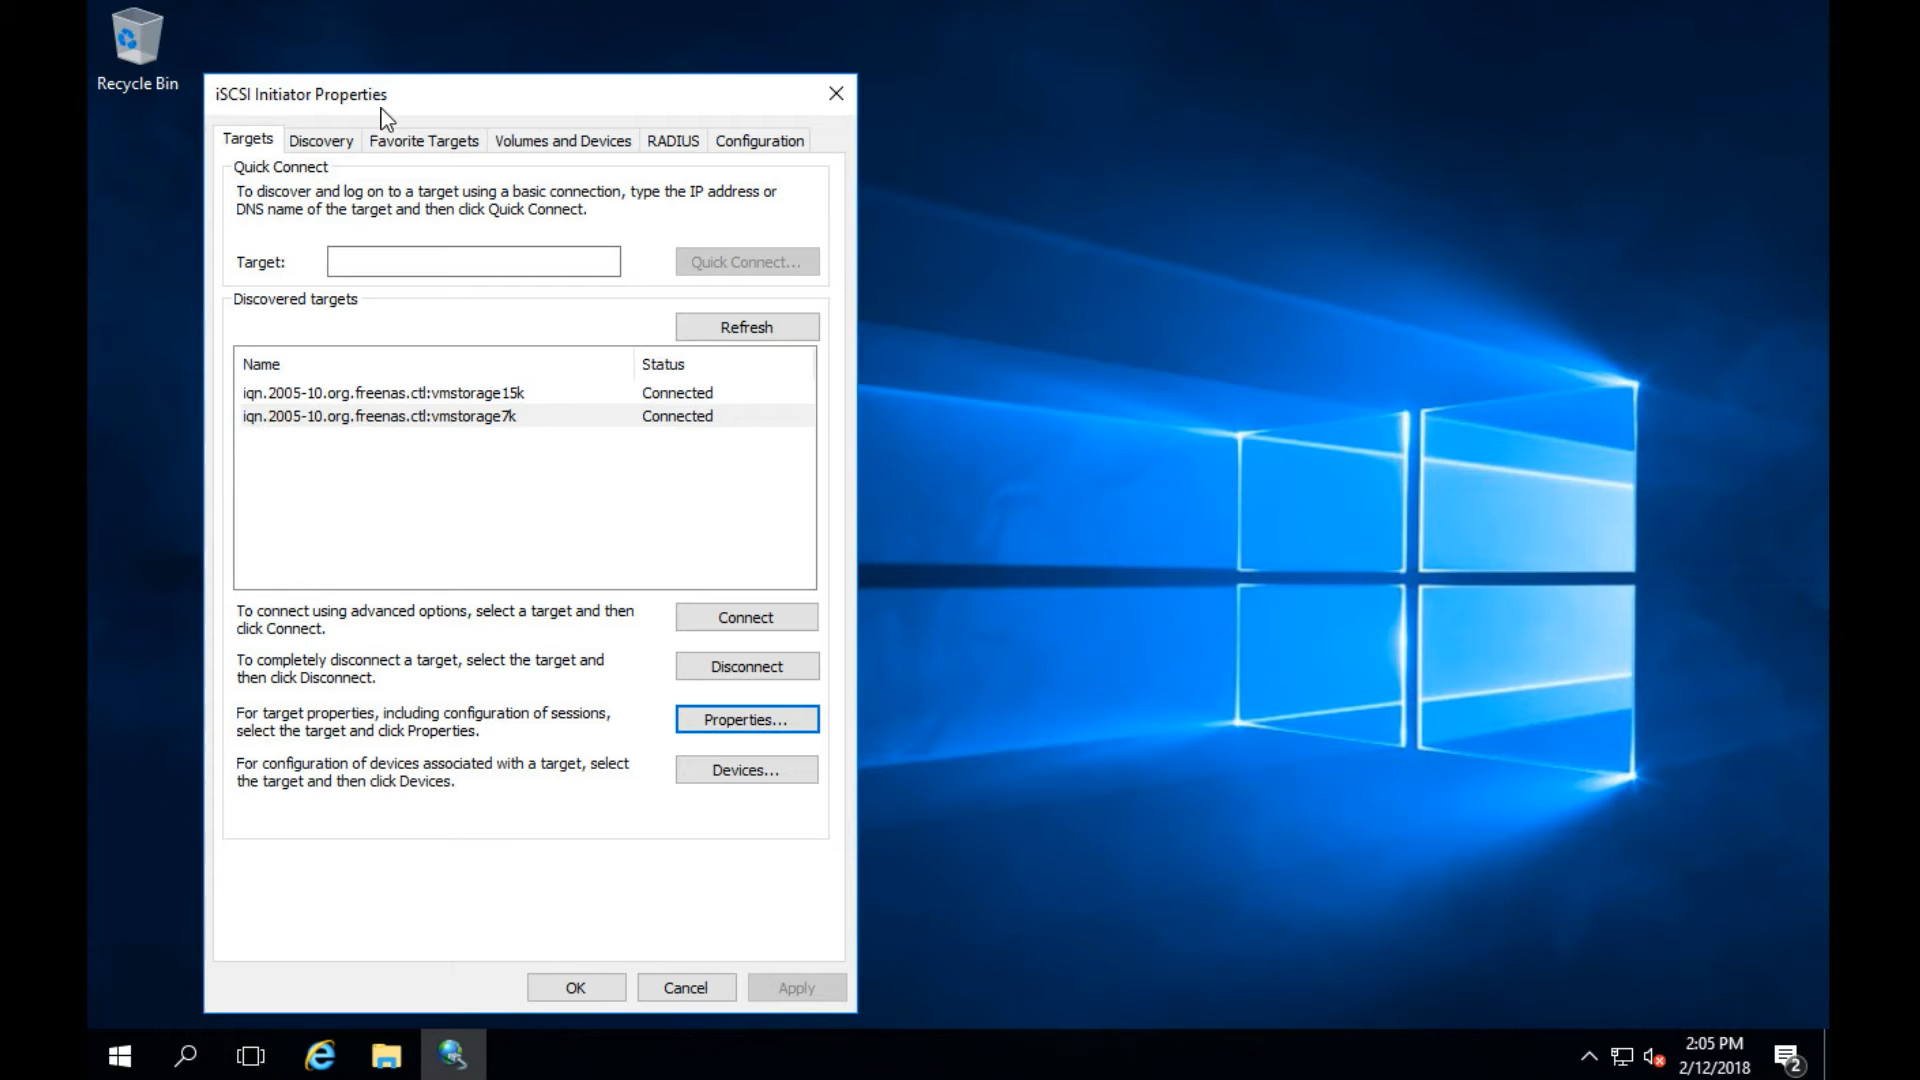 Recycle Bin
iSCSI Initiator Properties
Targets
Discovery
Favorite Targets
Volumes and Devices
RADIUS
Configuration
Quick Connect
To discover and log on to a target using a basic connection, type the IP address or
DNS name of the target and then click Quick Connect.
Target:
Quick Connect...
Discovered targets
Refresh
Name
Status
iqn.2005-10.org.freenas.ctl:vmstorage15k
Connected
iqn.2005-10.org.freenas.ctl:vmstorage7k
Connected
To connect using advanced options, select a target and then
click Connect.
Connect
To completely disconnect a target, select the target and
then click Disconnect.
Disconnect
For target properties, including configuration of sessions,
select the target and click Properties.
Properties...
For configuration of devices associated with a target, select
the target and then click Devices.
Devices...
OK
Cancel
Apply
2:05 PM
2/12/2018
2